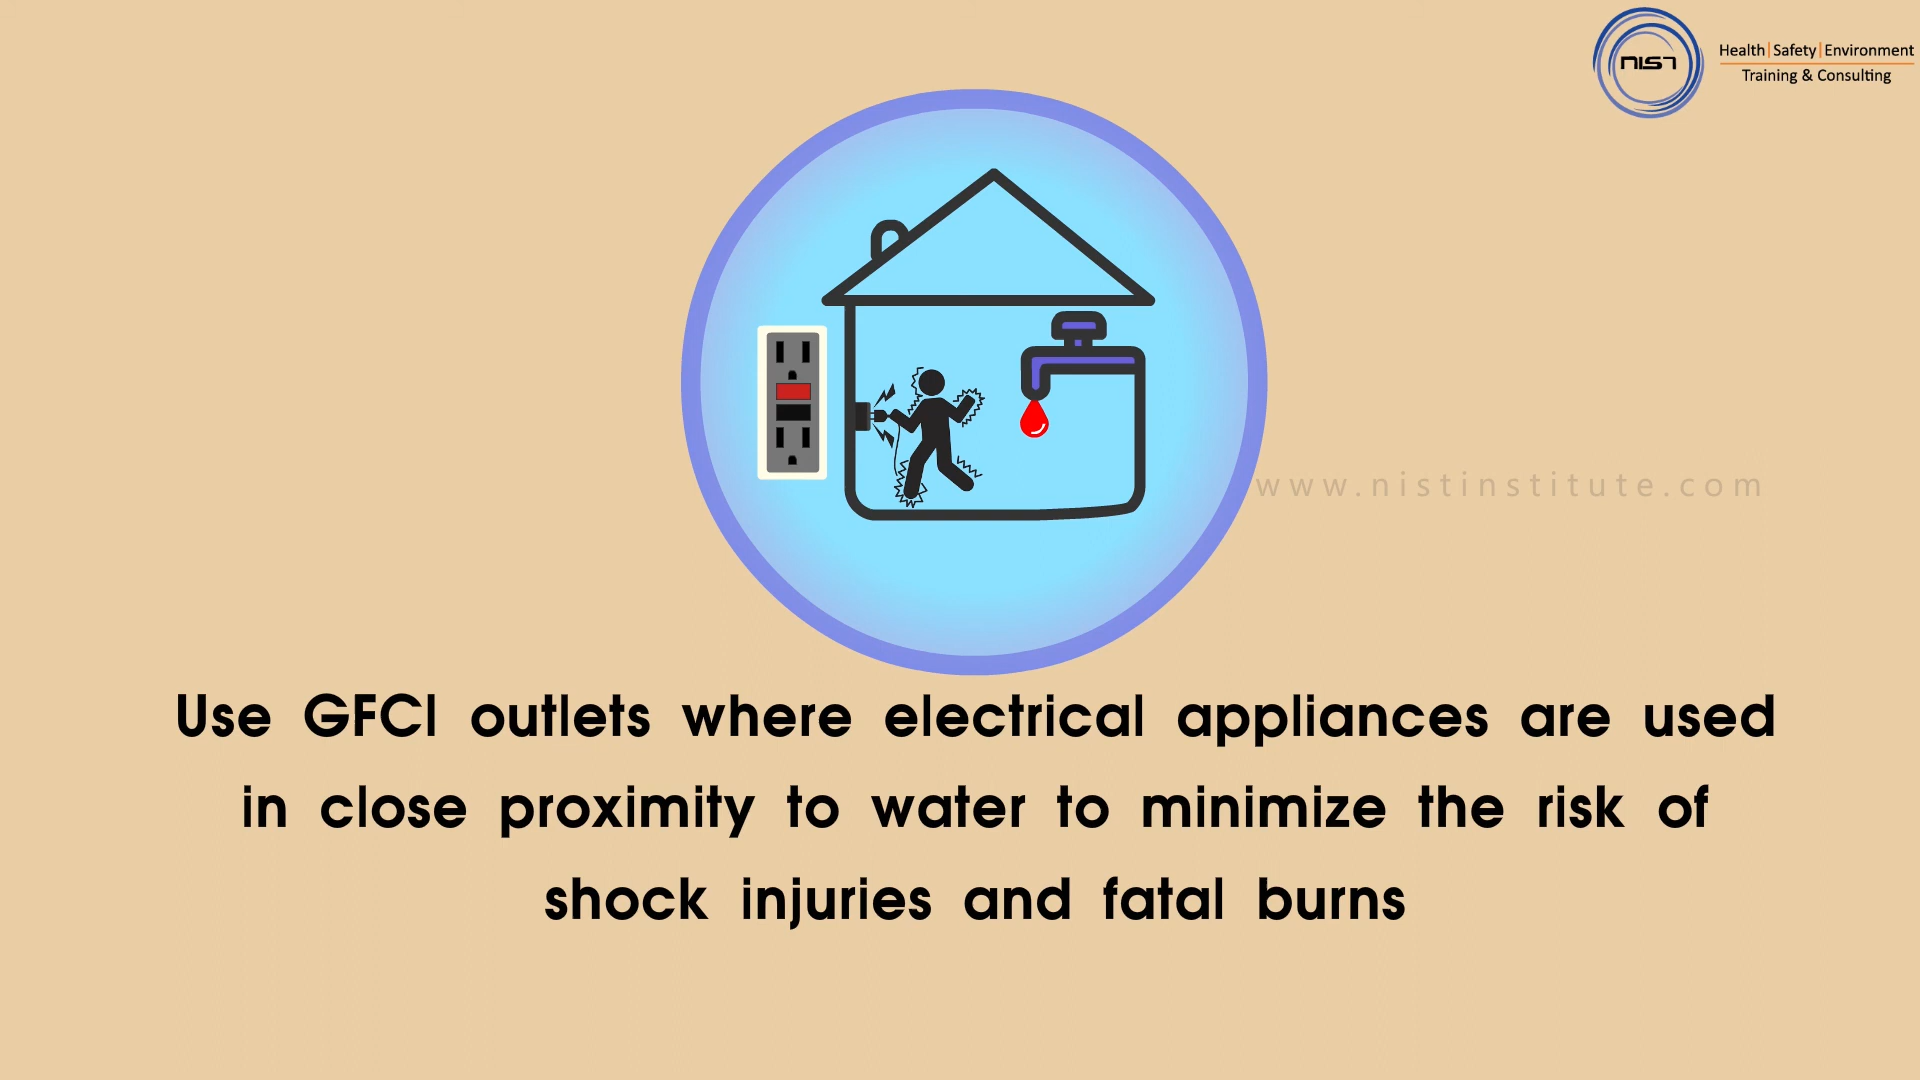 NIST
Health|Safety|Environment
Training & Consulting
www.nistinstitute.com
Use GFCI outlets where electrical appliances are used
in close proximity to water to minimize the risk of
shock injuries and fatal burns